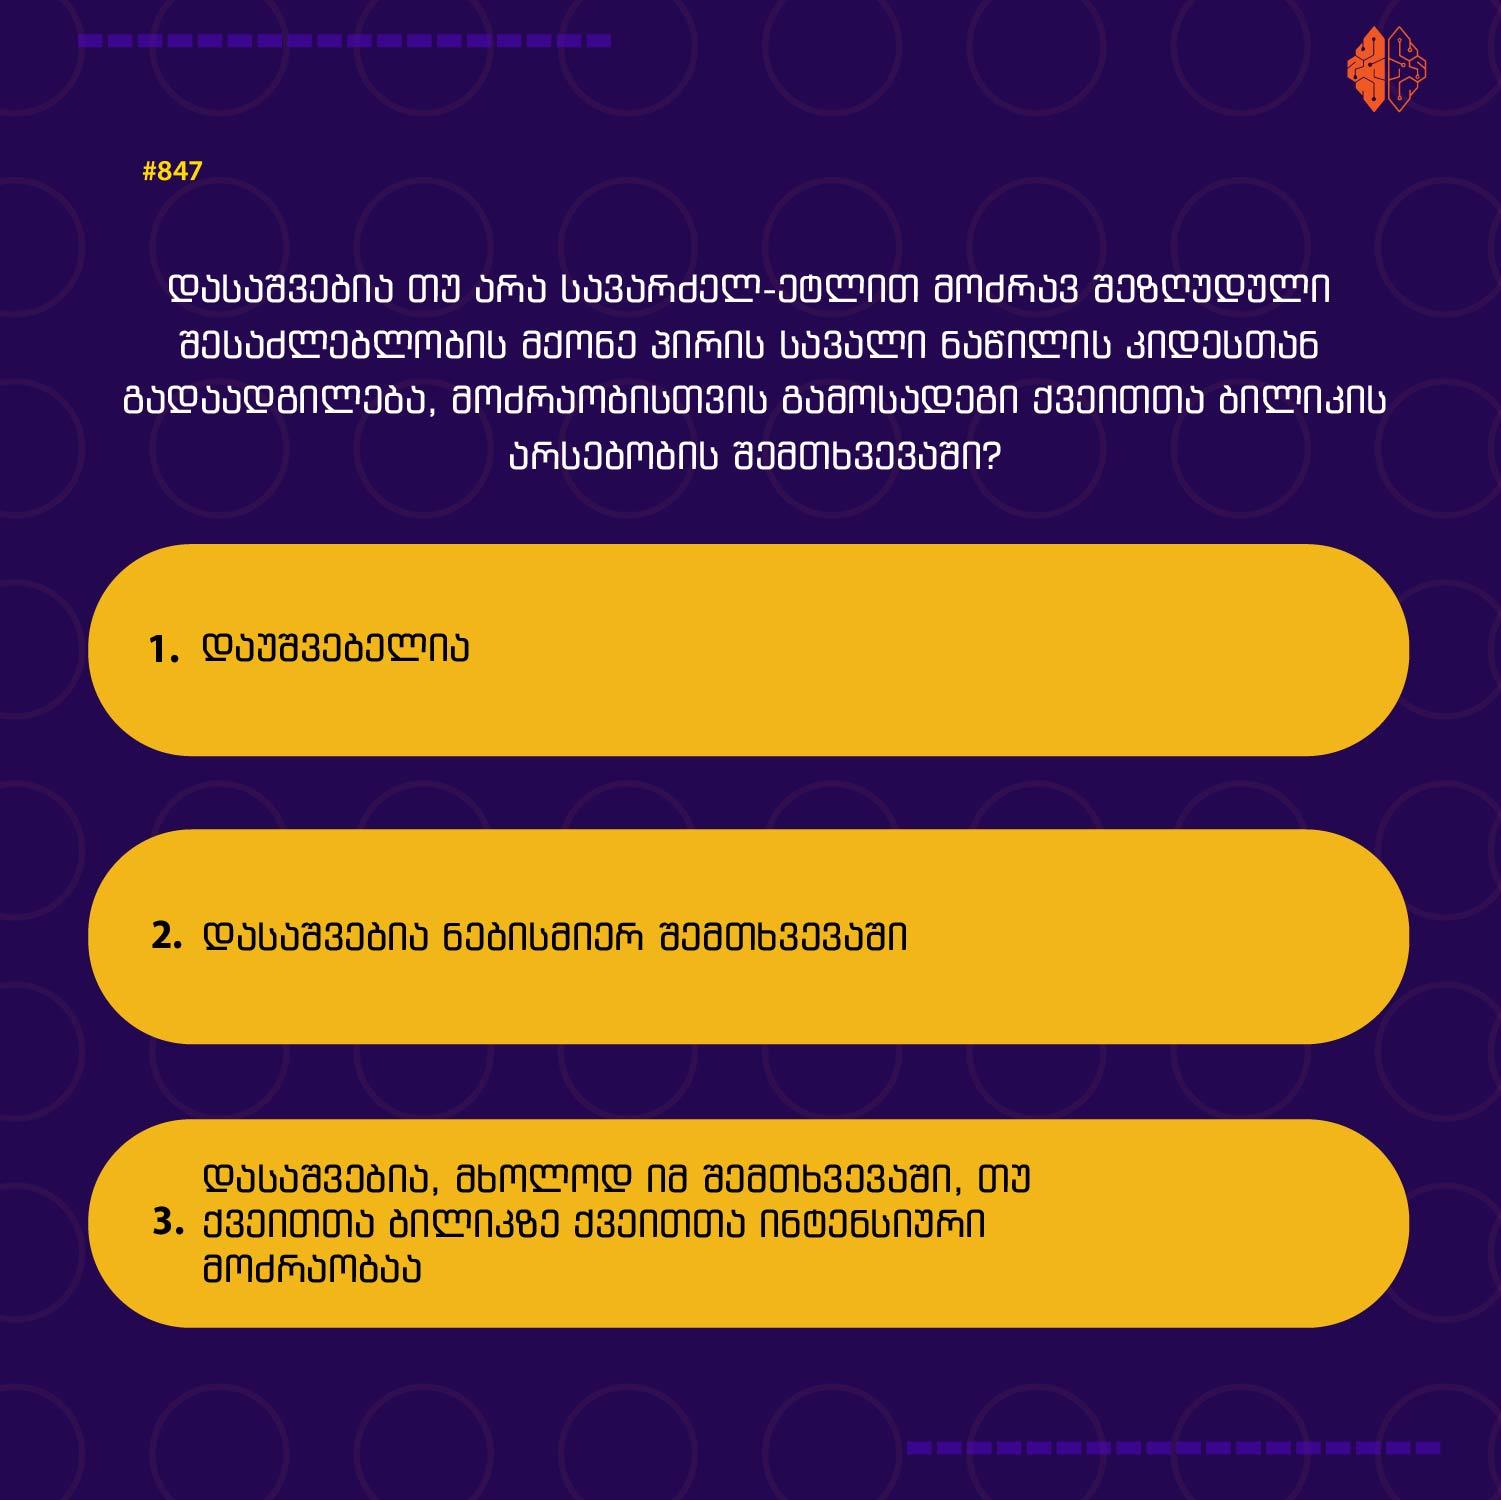 #847
დასაშვებია თუ არა სავარძელ-ეტლით მოძრავ შეზღუდული
შესაძლებლობის მქონე პირის სავალი ნაწილის კიდესთან
გადაადგილება, მოძრაობისთვის გამოსადეგი ქვეითთა ბილიკის
არსებობის შემთხვევაში?
1. დაუშვებელია
2. დასაშვებია ნებისმიერ შემთხვევაში
დასაშვებია, მხოლოდ იმ შემთხვევაში, თუ
3. ქვეითთა ბილიკზე ქვეითთა ინტენსიური
მოძრაობაა